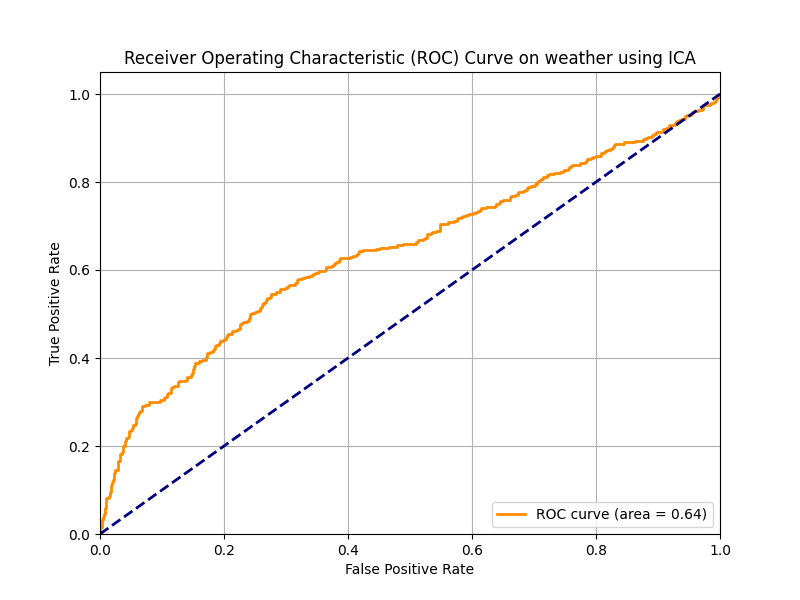 Receiver Operating Characteristic (ROC) Curve on weather using ICA
1.0
0.8
0.6
0.4
0.2
0.0
True Positive Rate
ROC curve (area = 0.64)
0.0 0.2 0.4 0.6 0.8 1.0
False Positive Rate